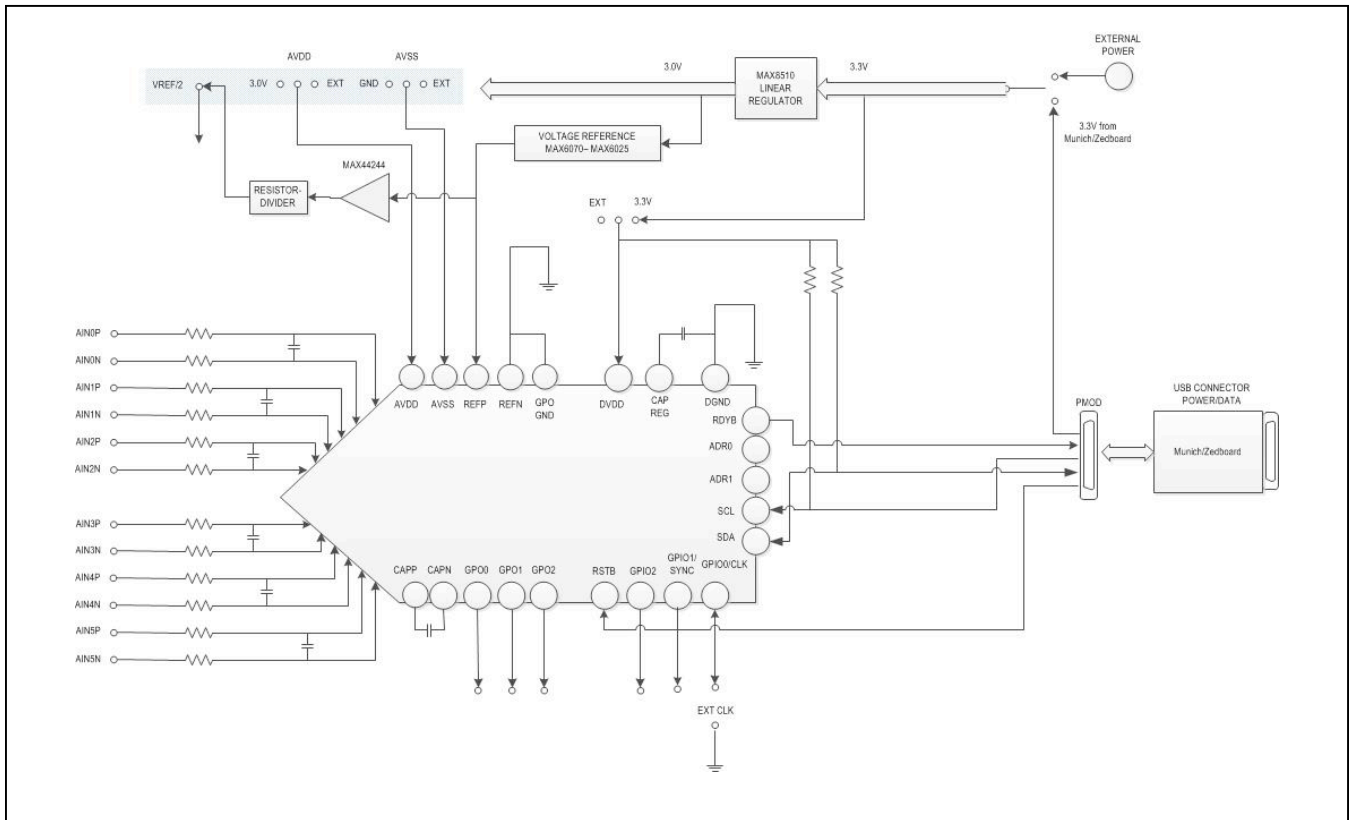 EXTERNAL
POWER
AVDD
AVSS
VREF/2
3.0V
EXT
GND
EXT
3.0V
MAX8510
LINEAR
REGULATOR
3.3V
3.3V from
Munich/Zedboard
VOLTAGE REFERENCE
MAX6070– MAX6025
MAX44244
RESISTOR-
DIVIDER
EXT
3.3V
AIN0P
AIN0N
AIN1P
AIN1N
AIN2P
AIN2N
AIN3P
AIN3N
AIN4P
AIN4N
AIN5P
AIN5N
AVDD
AVSS
REFP
REFN
GPO
GND
DVDD
CAP
REG
DGND
RDYB
ADR0
ADR1
SCL
SDA
CAPP
CAPN
GPO0
GPO1
GPO2
RSTB
GPIO2
GPIO1/
SYNC
GPIO0/CLK
EXT CLK
PMOD
USB CONNECTOR
POWER/DATA
Munich/Zedboard